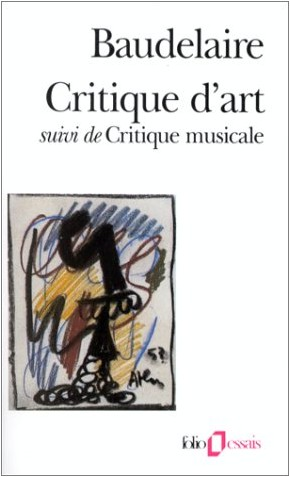 Baudelaire
Critique d'art
suivi de Critique musicale
folio essais